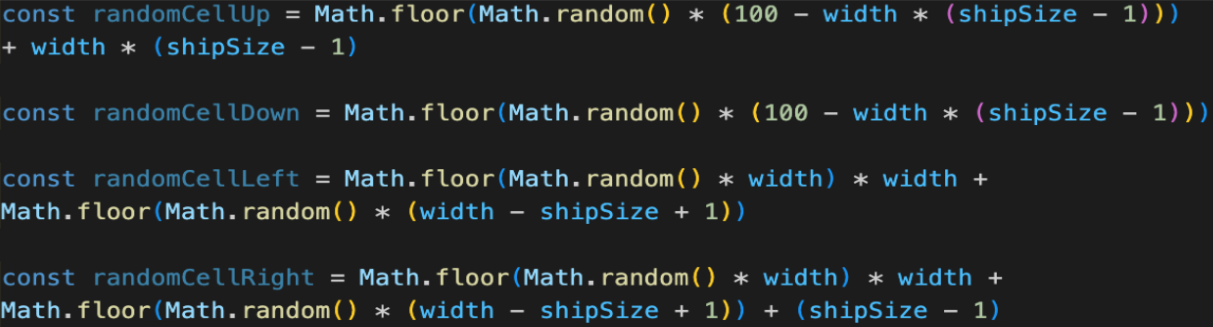 const randomCellUp = Math.floor(Math.random() * (100 - width * (shipSize - 1)))
+ width * (shipSize - 1)
const randomCellDown = Math.floor(Math.random() * (100 - width * (shipSize - 1)))
const randomCellLeft = Math.floor(Math.random() * width) * width +
Math.floor(Math.random() * (width - shipSize + 1))
const randomCellRight = Math.floor(Math.random() * width) * width +
Math.floor(Math.random() * (width - shipSize + 1)) + (shipSize - 1)